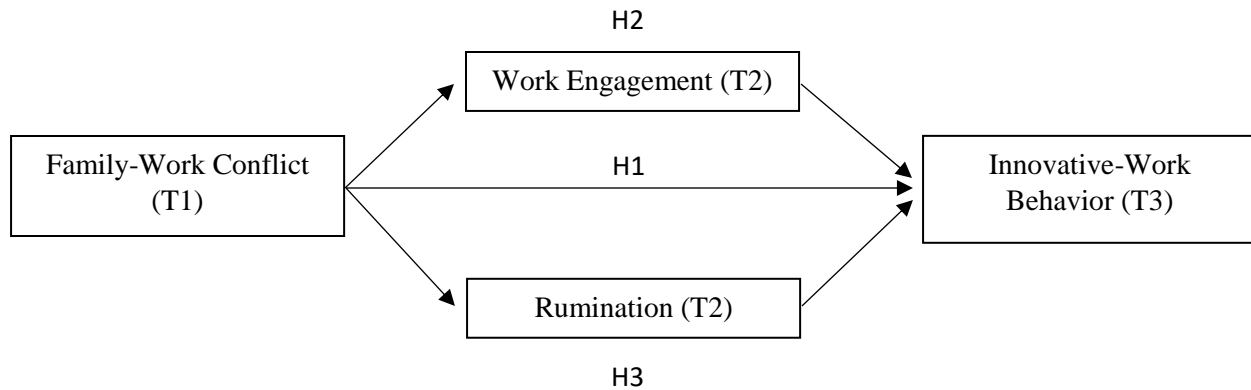 H2
Work Engagement (T2)
Family-Work Conflict
(T1)
H1
Innovative-Work
Behavior (T3)
Rumination (T2)
H3